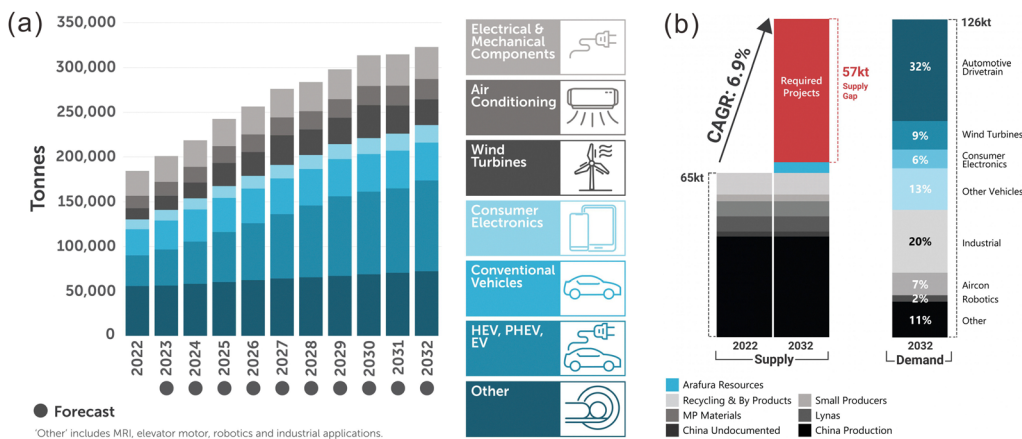 (a)
350,000
300,000
250,000
200,000
150,000
100,000
50,000
0
Tonnes
2022
2023
2024
2025
2026
2027
2028
2029
2030
2031
2032
Forecast
'Other' includes MRI, elevator motor, robotics and industrial applications.
Electrical &
Mechanical
Components
Air
Conditioning
Wind
Turbines
Consumer
Electronics
Conventional
Vehicles
HEV, PHEV,
EV
Other
(b)
CAGR: 6.9%
65kt
Required
Projects
57kt
Supply
Gap
2022
2032
Supply
126kt
32%
Automotive
Drivetrain
9%
Wind Turbines
6%
Consumer
Electronics
13%
Other Vehicles
20%
Industrial
7%
Aircon
2%
Robotics
11%
Other
2032
Demand
Arafura Resources
Recycling & By Products
Small Producers
MP Materials
Lynas
China Undocumented
China Production